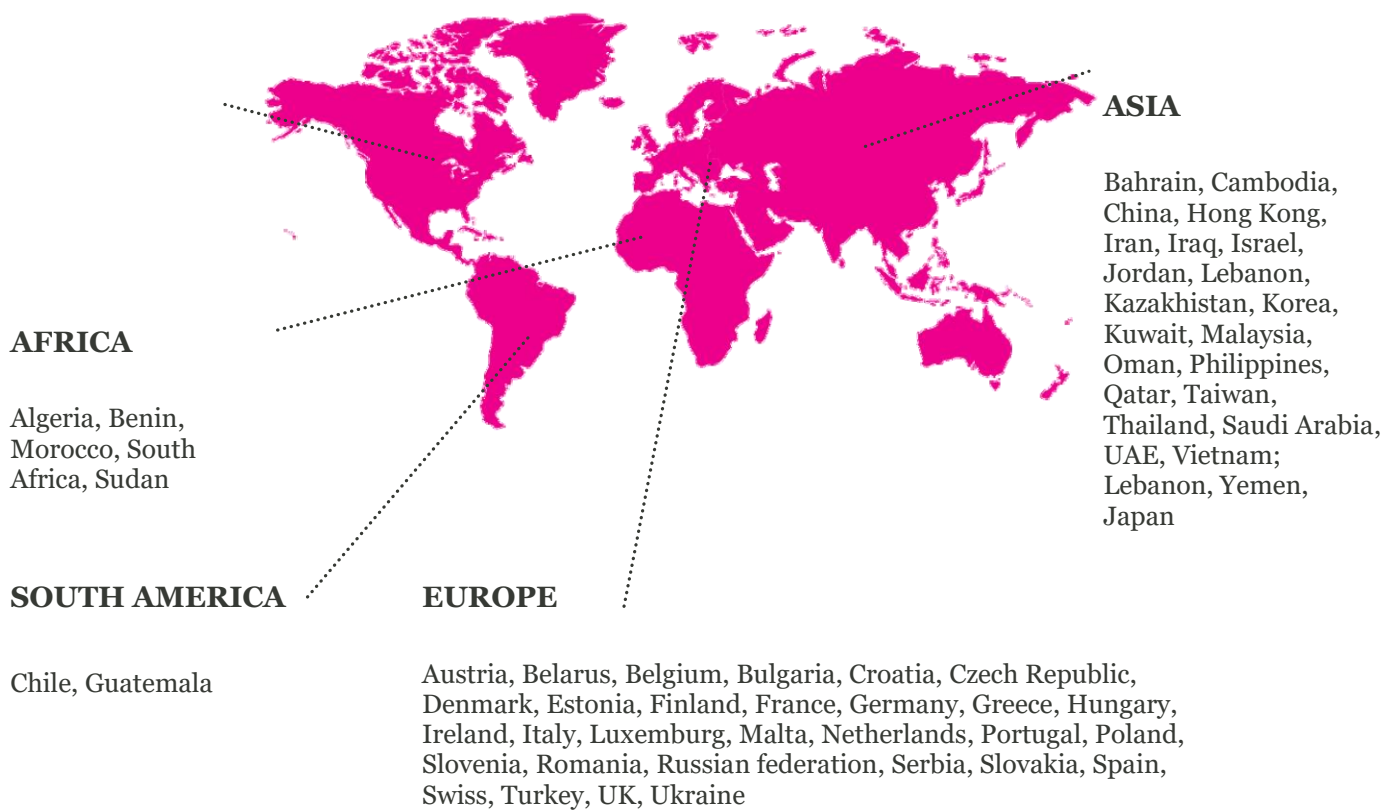 ASIA
Bahrain, Cambodia,
China, Hong Kong,
Iran, Iraq, Israel,
Jordan, Lebanon,
Kazakhstan, Korea,
Kuwait, Malaysia,
Oman, Philippines,
Qatar, Taiwan,
Thailand, Saudi Arabia,
UAE, Vietnam;
Lebanon, Yemen,
Japan
AFRICA
Algeria, Benin,
Morocco, South
Africa, Sudan
SOUTH AMERICA
Chile, Guatemala
EUROPE
Austria, Belarus, Belgium, Bulgaria, Croatia, Czech Republic,
Denmark, Estonia, Finland, France, Germany, Greece, Hungary,
Ireland, Italy, Luxemburg, Malta, Netherlands, Portugal, Poland,
Slovenia, Romania, Russian federation, Serbia, Slovakia, Spain,
Swiss, Turkey, UK, Ukraine